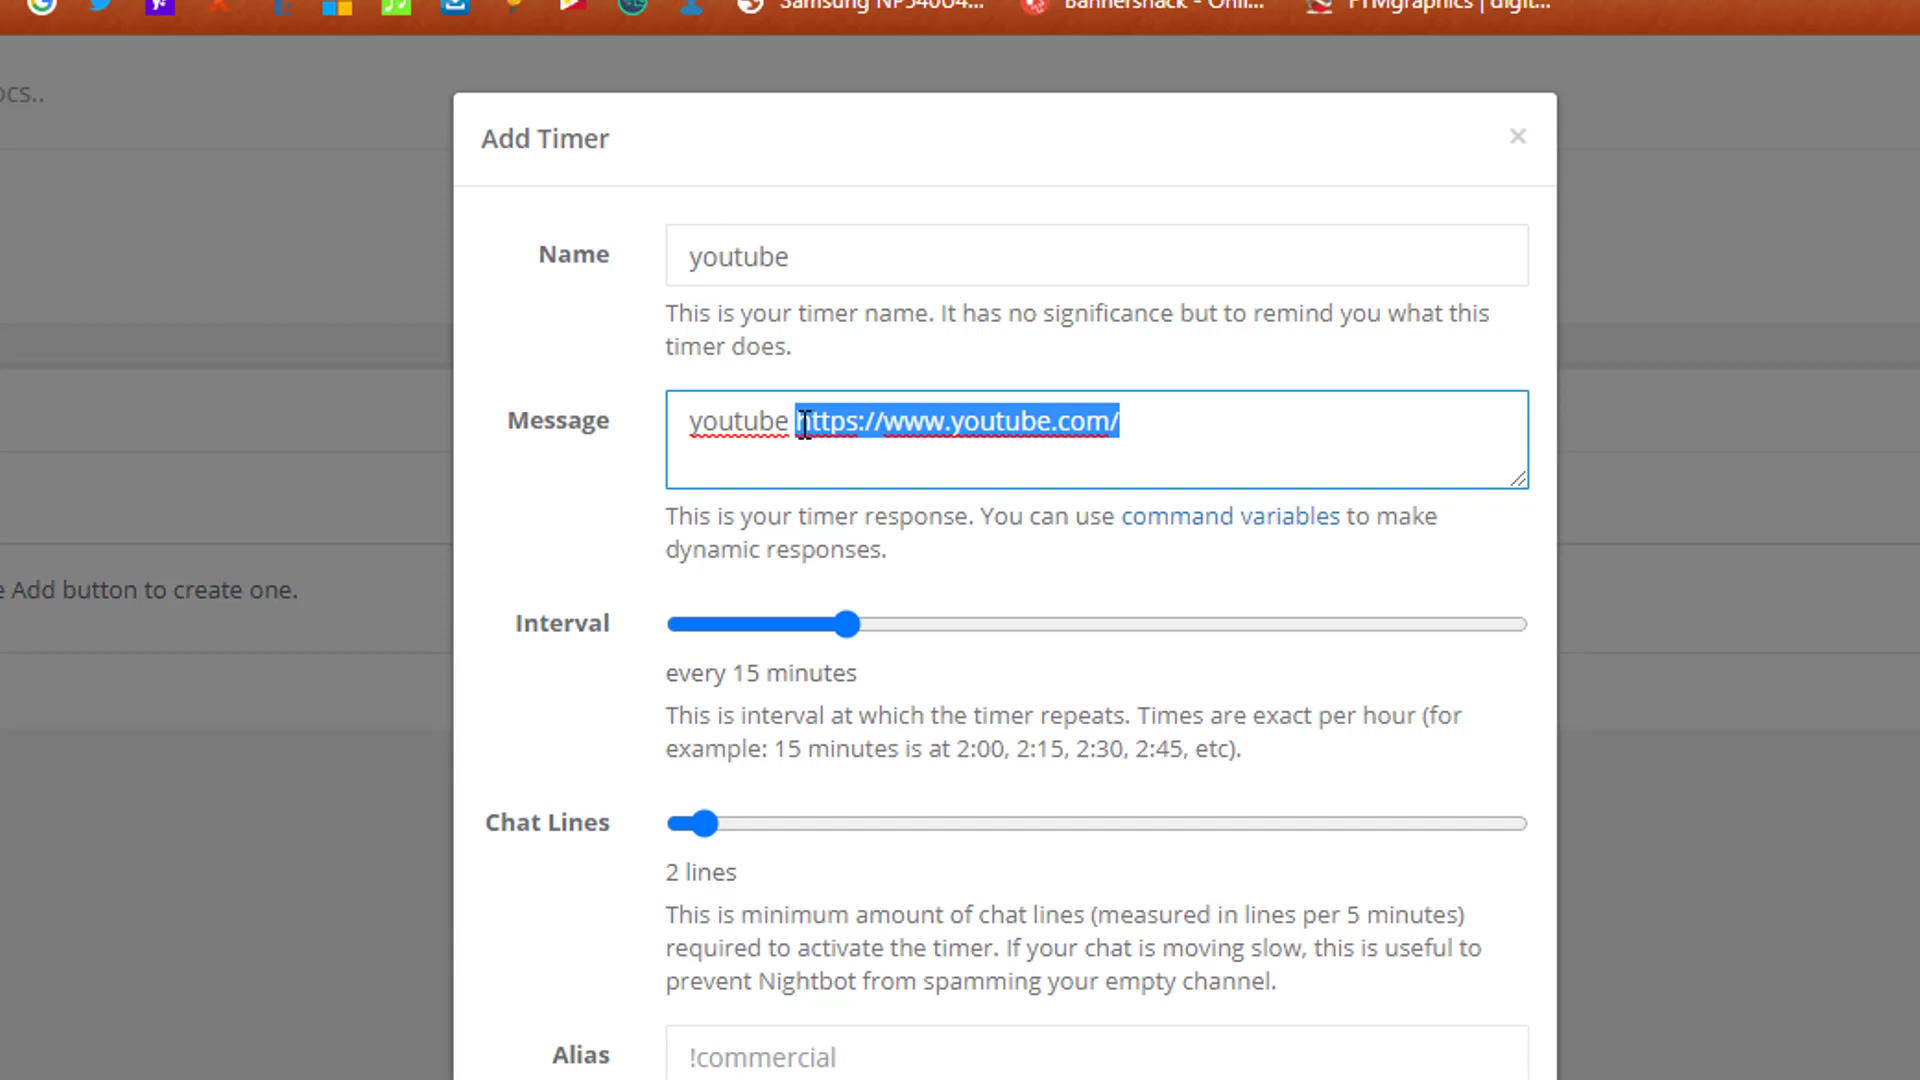 Samsung NP540U4...
Bannersnack - Onli...
FTMgraphics | digit...
ocs..
Add Timer
×
Name
youtube
This is your timer name. It has no significance but to remind you what this
timer does.
Message
youtube https://www.youtube.com/
This is your timer response. You can use command variables to make
dynamic responses.
e Add button to create one.
Interval
every 15 minutes
This is interval at which the timer repeats. Times are exact per hour (for
example: 15 minutes is at 2:00, 2:15, 2:30, 2:45, etc).
Chat Lines
2 lines
This is minimum amount of chat lines (measured in lines per 5 minutes)
required to activate the timer. If your chat is moving slow, this is useful to
prevent Nightbot from spamming your empty channel.
Alias
!commercial